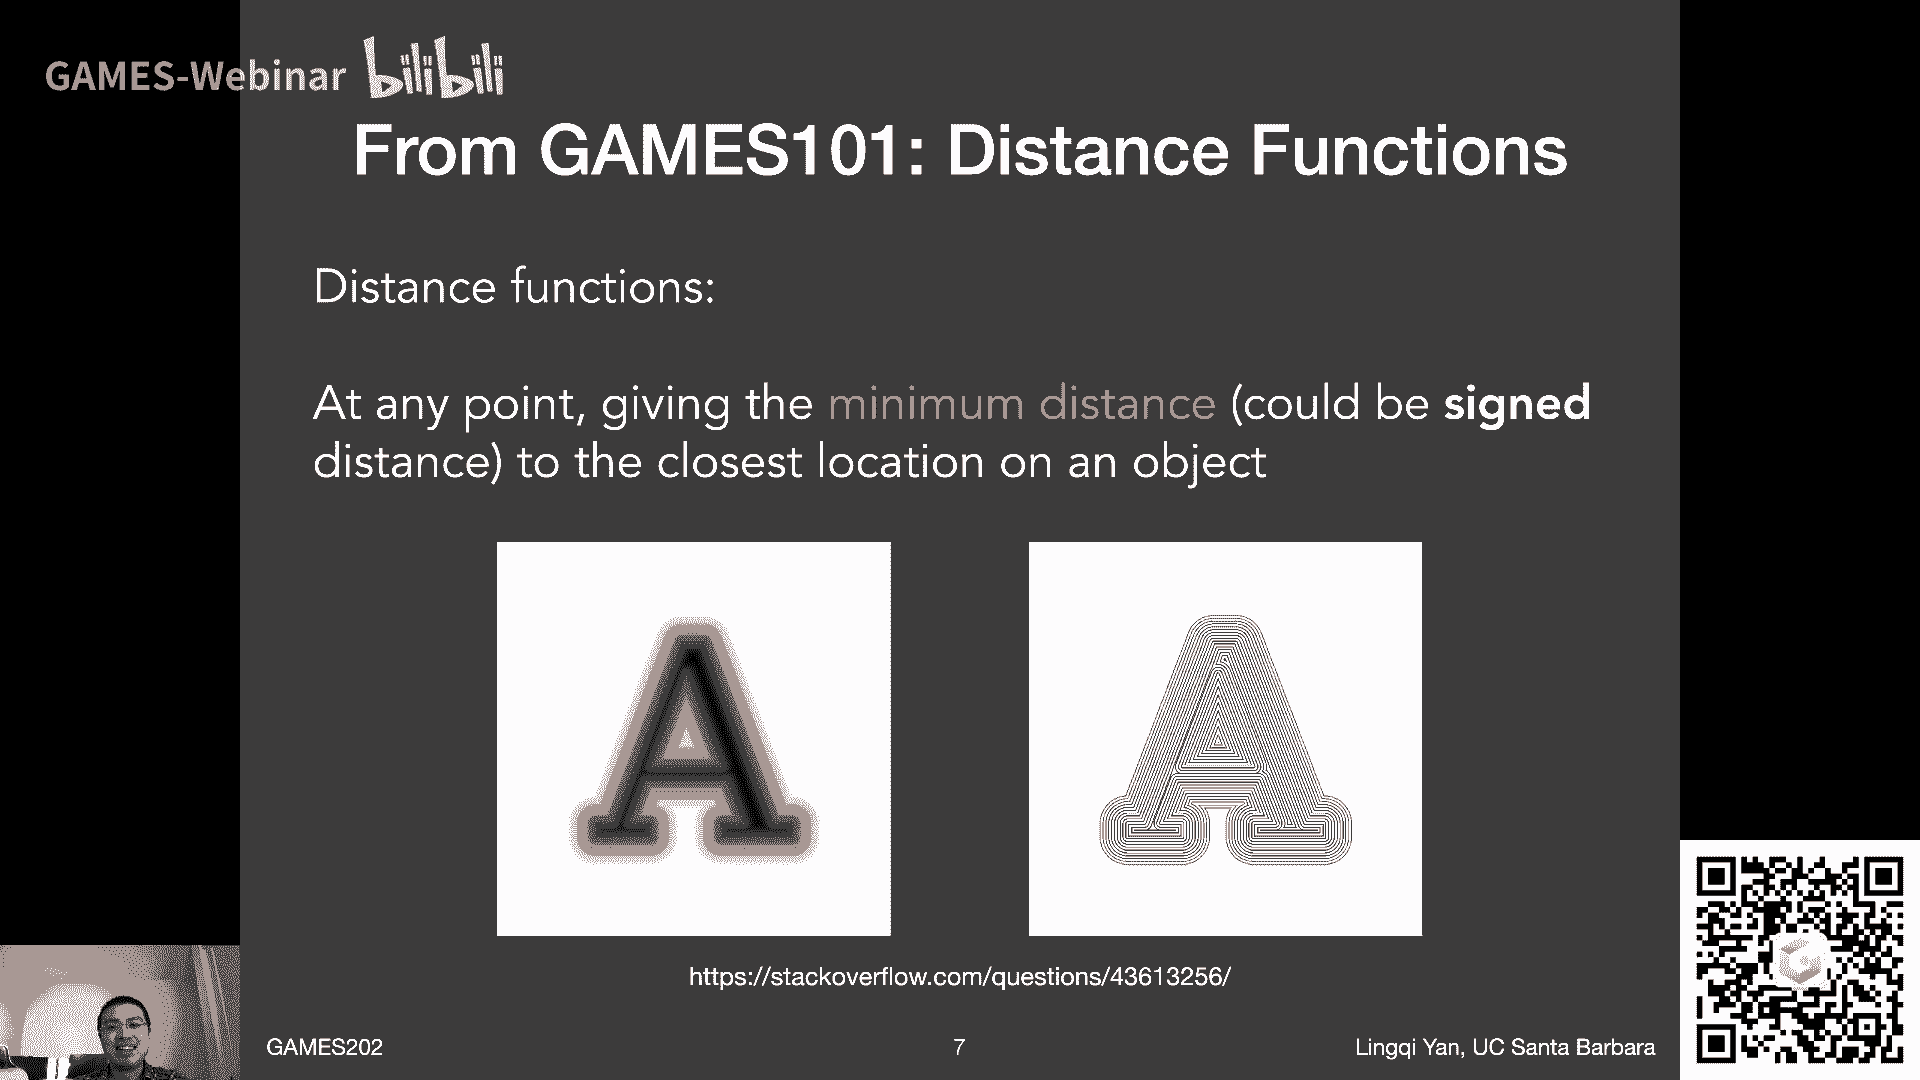 GAMES-Webinar bilibili
From GAMES101: Distance Functions
Distance functions:
At any point, giving the minimum distance (could be signed
distance) to the closest location on an object
A A
https://stackoverflow.com/questions/43613256/
GAMES202 7 Lingqi Yan, UC Santa Barbara